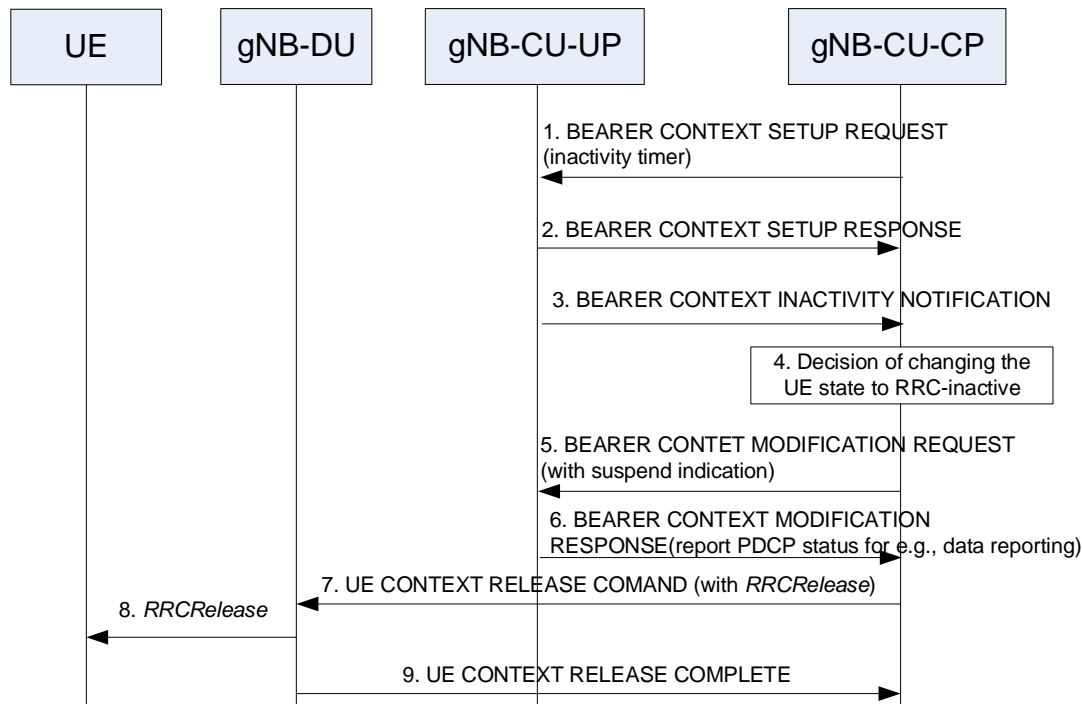 UE
gNB-DU
gNB-CU-UP
gNB-CU-CP
1. BEARER CONTEXT SETUP REQUEST
(inactivity timer)
2. BEARER CONTEXT SETUP RESPONSE
3. BEARER CONTEXT INACTIVITY NOTIFICATION
4. Decision of changing the
UE state to RRC-inactive
5. BEARER CONTET MODIFICATION REQUEST
(with suspend indication)
6. BEARER CONTEXT MODIFICATION
RESPONSE(report PDCP status for e.g., data reporting)
7. UE CONTEXT RELEASE COMAND (with RRCRelease)
8. RRCRelease
9. UE CONTEXT RELEASE COMPLETE